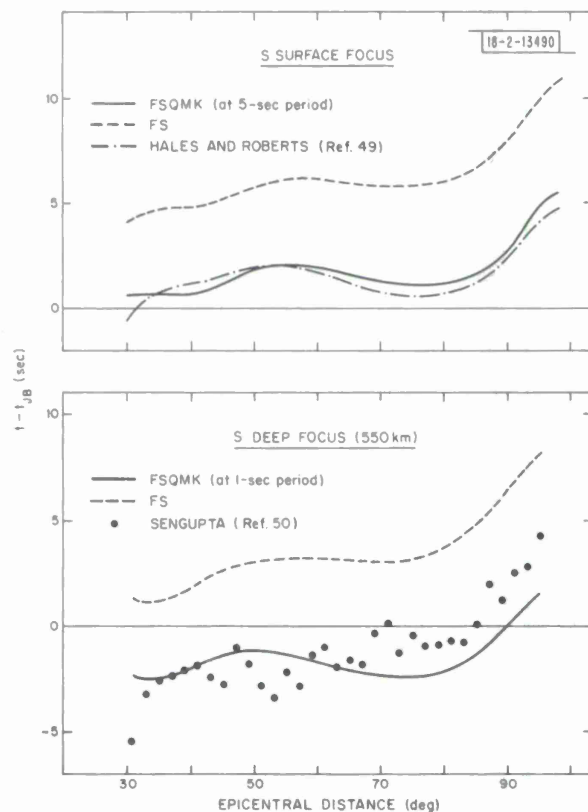 18-2-13490
S SURFACE FOCUS
FSQMK (at 5-sec period)
FS
HALES AND ROBERTS (Ref. 49)
10
5
0
t - tJB (sec)
S DEEP FOCUS (550 km)
FSQMK (at 1-sec period)
FS
SENGUPTA (Ref. 50)
10
5
0
-5
30 50 70 90
EPICENTRAL DISTANCE (deg)